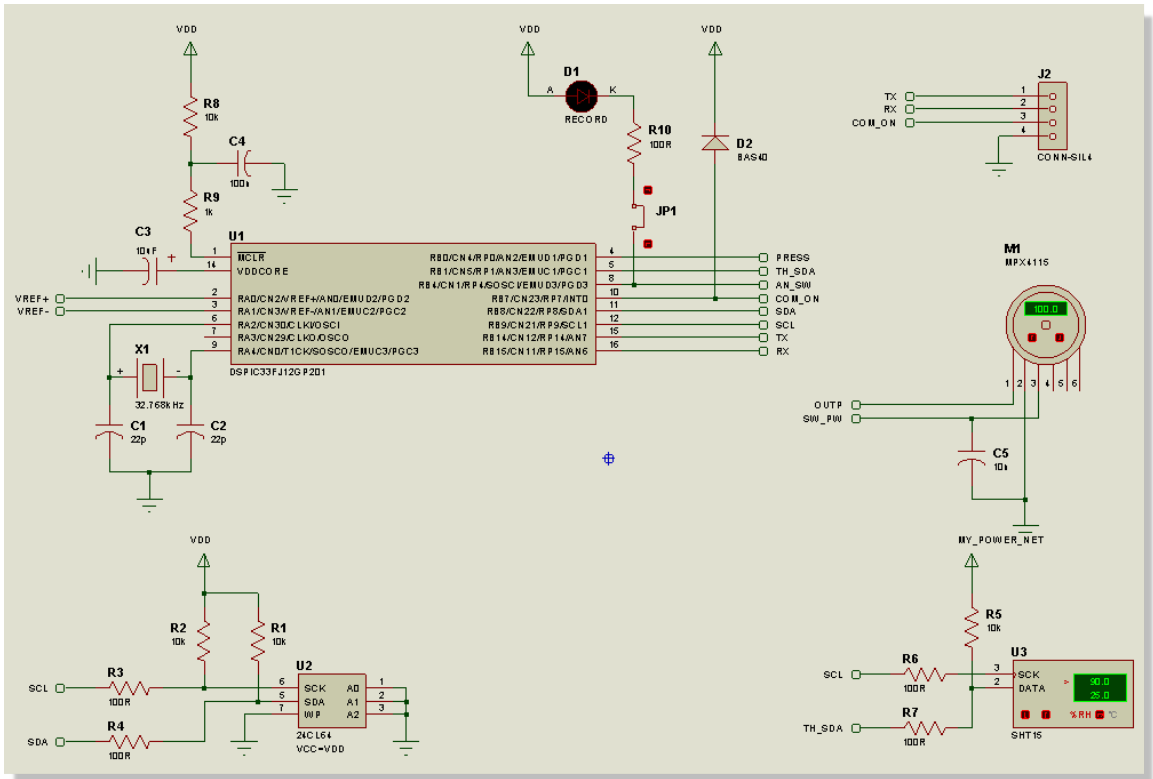 VDD
VDD
VDD
R8
10k
C4
100n
R9
1k
C3
10uF
+
D1
A
K
RECORD
R10
100R
JP1
D2
BAS40
J2
TX
RX
COM_ON
1
2
3
4
CONN-SIL4
U1
1
14
2
3
6
7
9
MCLR
VDDCORE
RA0/CN2/VREF+/AN0/EMUD2/PGD2
RA1/CN3/VREF-/AN1/EMUC2/PGC2
RA2/CN30/CLKI/OSCI
RA3/CN29/CLKO/OSCO
RA4/CN0/T1CK/SOSCO/EMUC3/PGC3
RB0/CN4/RP0/AN2/EMUD1/PGD1
RB1/CN5/RP1/AN3/EMUC1/PGC1
RB4/CN1/RP4/SOSCI/EMUD3/PGD3
RB7/CN23/RP7/INT0
RB8/CN22/RP8/SDA1
RB9/CN21/RP9/SCL1
RB14/CN12/RP14/AN7
RB15/CN11/RP15/AN6
4
5
8
10
11
12
15
16
PRESS
TH_SDA
AN_SW
COM_ON
SDA
SCL
TX
RX
DSPIC33FJ12GP201
VREF+
VREF-
X1
+ -
32.768kHz
C1
22p
C2
22p
M1
MPX4115
100.0
1 2 3 4 5 6
OUTP
SW_PW
C5
10n
VDD
R2
10k
R1
10k
R3
100R
R4
100R
SCL
SDA
U2
6
5
7
SCK
SDA
WP
A0
A1
A2
1
2
3
24CL64
VCC=VDD
MY_POWER_NET
R5
10k
R6
100R
R7
100R
SCL
TH_SDA
U3
3
2
SCK
DATA
>
90.0
25.0
%RH
°C
SHT15